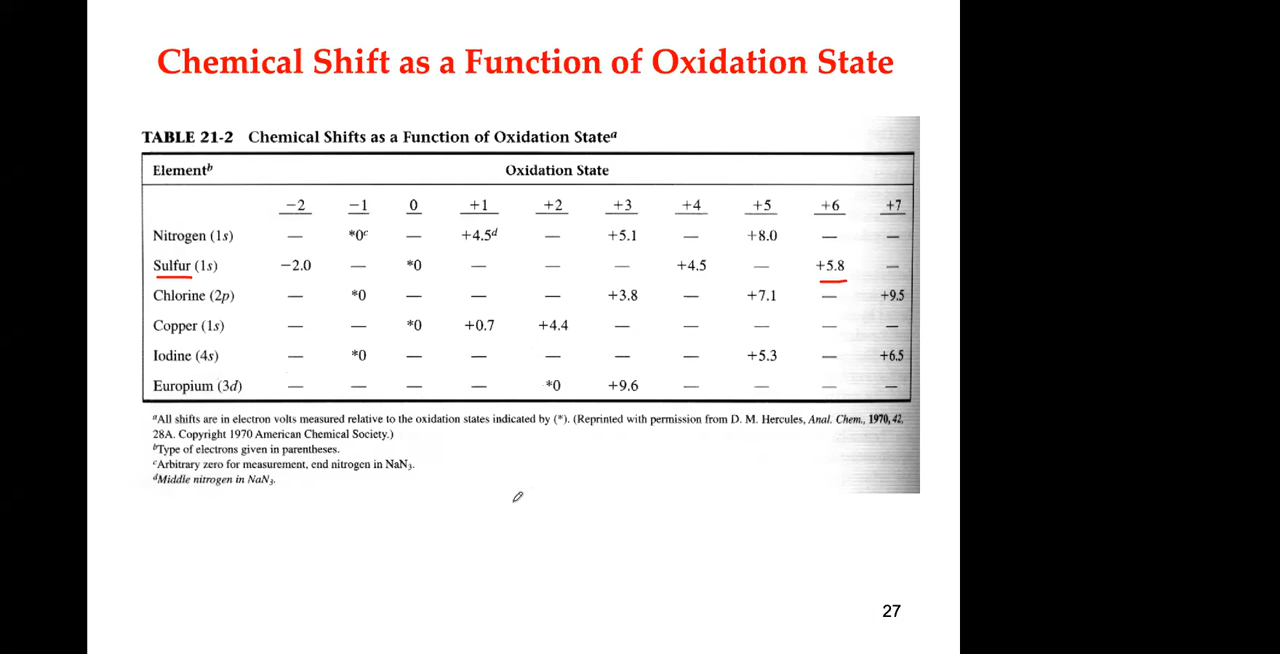 Chemical Shift as a Function of Oxidation State
TABLE 21-2 Chemical Shifts as a Function of Oxidation Stateᵃ
Elementᵇ Oxidation State
−2 −1 0 +1 +2 +3 +4 +5 +6 +7
Nitrogen (1s) — *0ᶜ — +4.5ᵈ — +5.1 — +8.0 — —
Sulfur (1s) −2.0 — *0 — — — +4.5 — +5.8 —
Chlorine (2p) — *0 — — — +3.8 — +7.1 — +9.5
Copper (1s) — — *0 +0.7 +4.4 — — — — —
Iodine (4s) — *0 — — — — — +5.3 — +6.5
Europium (3d) — — — — *0 +9.6 — — — —
ᵃAll shifts are in electron volts measured relative to the oxidation states indicated by (*). (Reprinted with permission from D. M. Hercules, Anal. Chem., 1970, 42,
28A. Copyright 1970 American Chemical Society.)
ᵇType of electrons given in parentheses.
ᶜArbitrary zero for measurement, end nitrogen in NaN₃.
ᵈMiddle nitrogen in NaN₃.
27